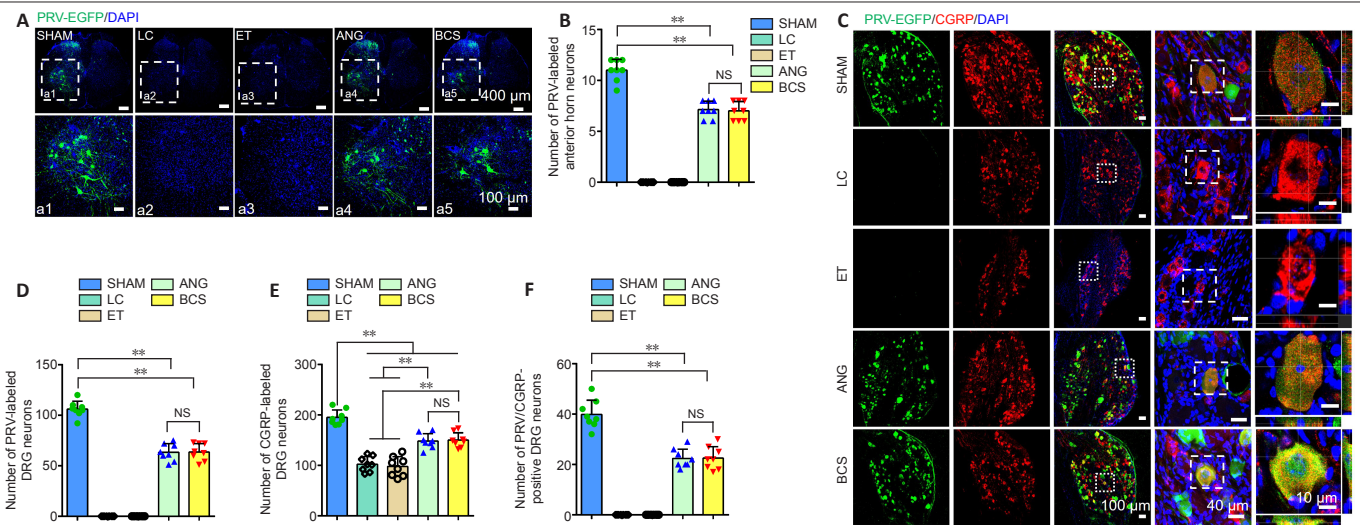 A
PRV-EGFP/DAPI
SHAM
LC
ET
ANG
BCS
a1
a2
a3
a4
a5
400 µm
a1
a2
a3
a4
a5
100 µm
B
**
**
NS
SHAM
LC
ET
ANG
BCS
Number of PRV-labeled
anterior horn neurons
15
10
5
0
C
PRV-EGFP/CGRP/DAPI
SHAM
LC
ET
ANG
BCS
100 µm
40 µm
10 µm
D
SHAM
LC
ET
ANG
BCS
Number of PRV-labeled
DRG neurons
150
100
50
0
**
**
NS
E
SHAM
LC
ET
ANG
BCS
Number of CGRP-labeled
DRG neurons
300
200
100
0
**
**
**
NS
F
SHAM
LC
ET
ANG
BCS
Number of PRV/CGRP-
positive DRG neurons
60
40
20
0
**
**
NS